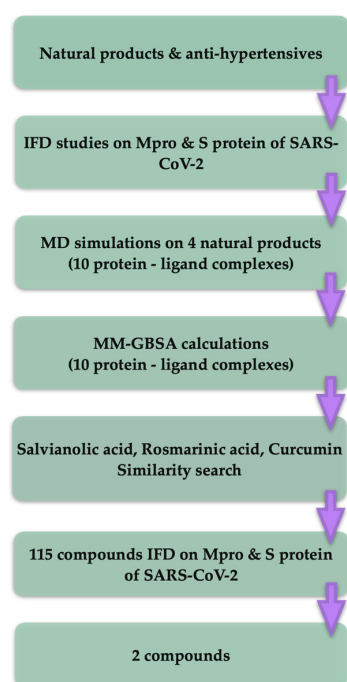 Natural products & anti-hypertensives
IFD studies on Mpro & S protein of SARS-
CoV-2
MD simulations on 4 natural products
(10 protein - ligand complexes)
MM-GBSA calculations
(10 protein - ligand complexes)
Salvianolic acid, Rosmarinic acid, Curcumin
Similarity search
115 compounds IFD on Mpro & S protein
of SARS-CoV-2
2 compounds